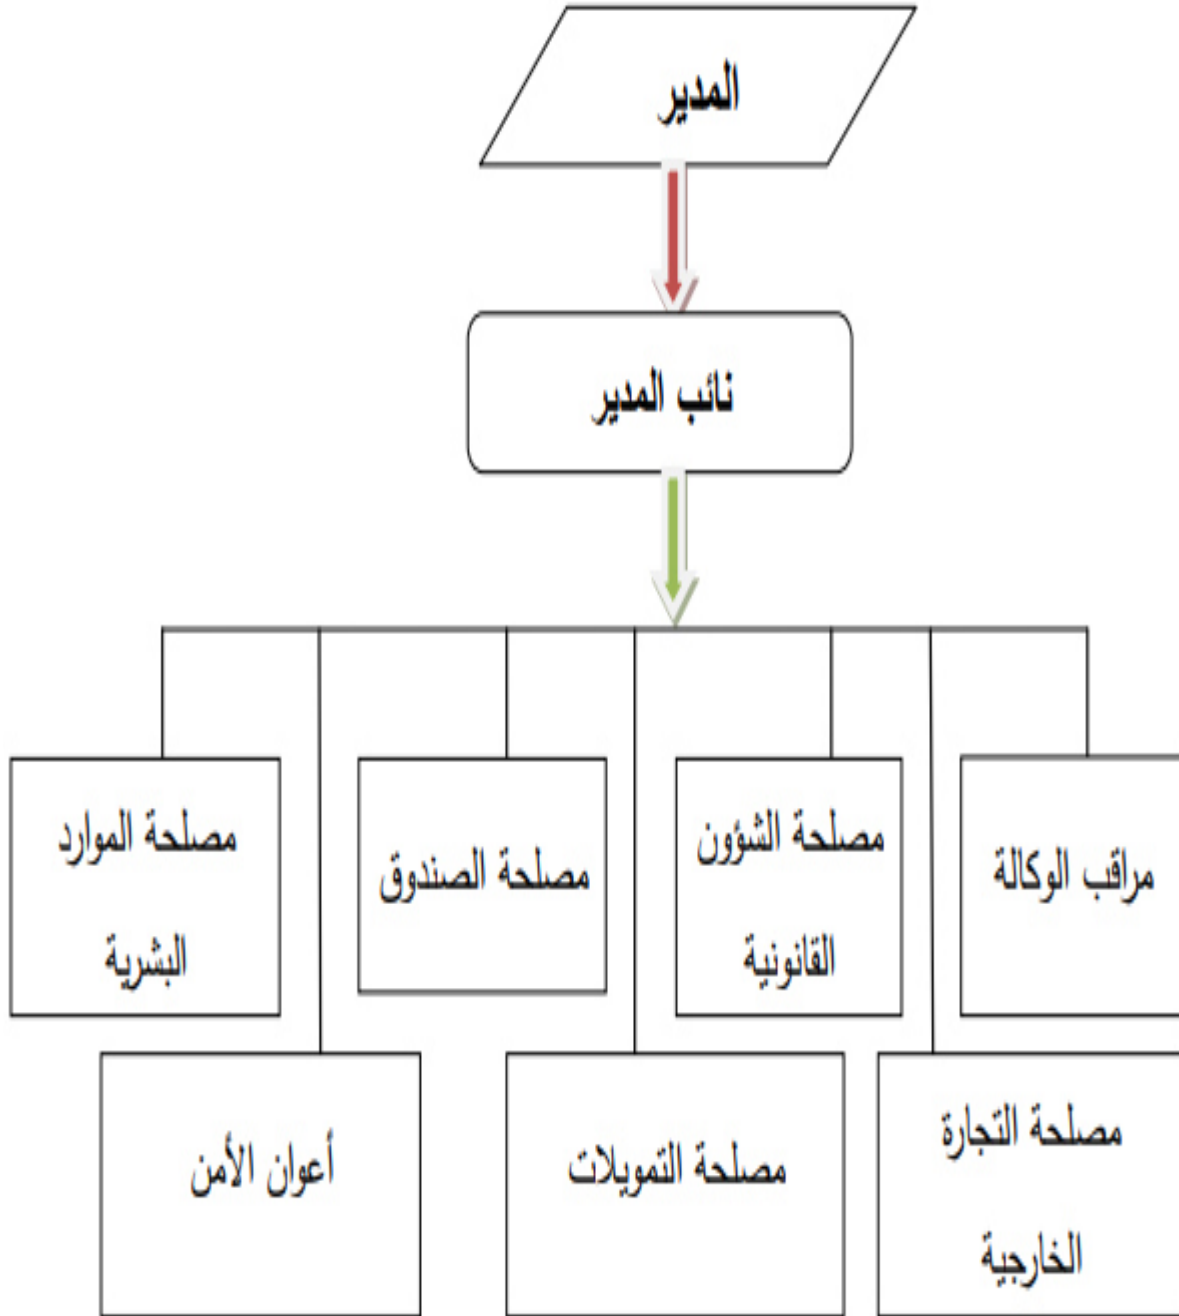 المدير
نائب المدير
مراقب الوكالة
مصلحة الشؤون
القانونية
مصلحة الصندوق
مصلحة الموارد
البشرية
مصلحة التجارة
الخارجية
مصلحة التمويلات
أعوان الأمن